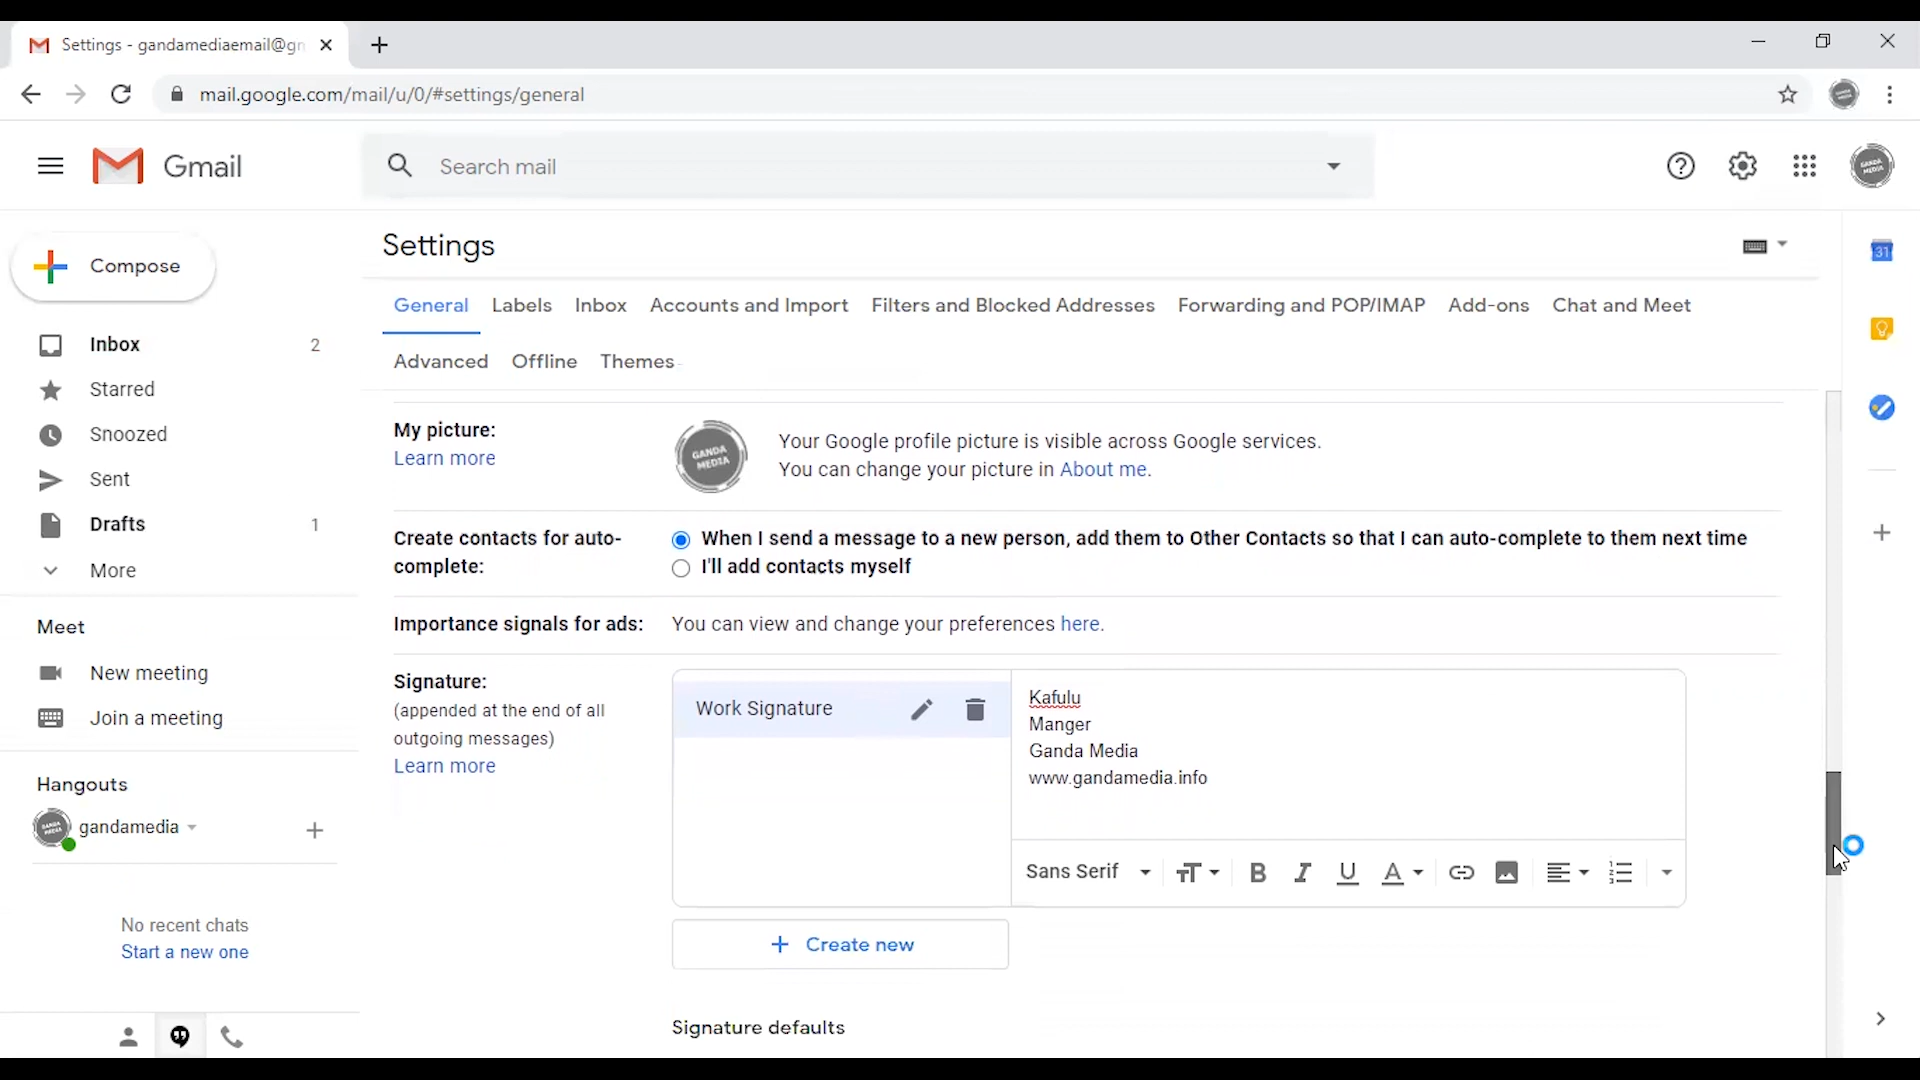 Settings - gandamediaemail@gm
mail.google.com/mail/u/0/#settings/general
Gmail
Search mail
Compose
Inbox 2
Starred
Snoozed
Sent
Drafts 1
More
Meet
New meeting
Join a meeting
Hangouts
gandamedia
No recent chats
Start a new one
Settings
General Labels Inbox Accounts and Import Filters and Blocked Addresses Forwarding and POP/IMAP Add-ons Chat and Meet
Advanced Offline Themes
My picture:
Learn more
GANDA
MEDIA
Your Google profile picture is visible across Google services.
You can change your picture in About me.
Create contacts for auto-
complete:
When I send a message to a new person, add them to Other Contacts so that I can auto-complete to them next time
I'll add contacts myself
Importance signals for ads:
You can view and change your preferences here.
Signature:
(appended at the end of all
outgoing messages)
Learn more
Work Signature
Kafulu
Manger
Ganda Media
www.gandamedia.info
Sans Serif
Create new
Signature defaults
GANDA
MEDIA
31